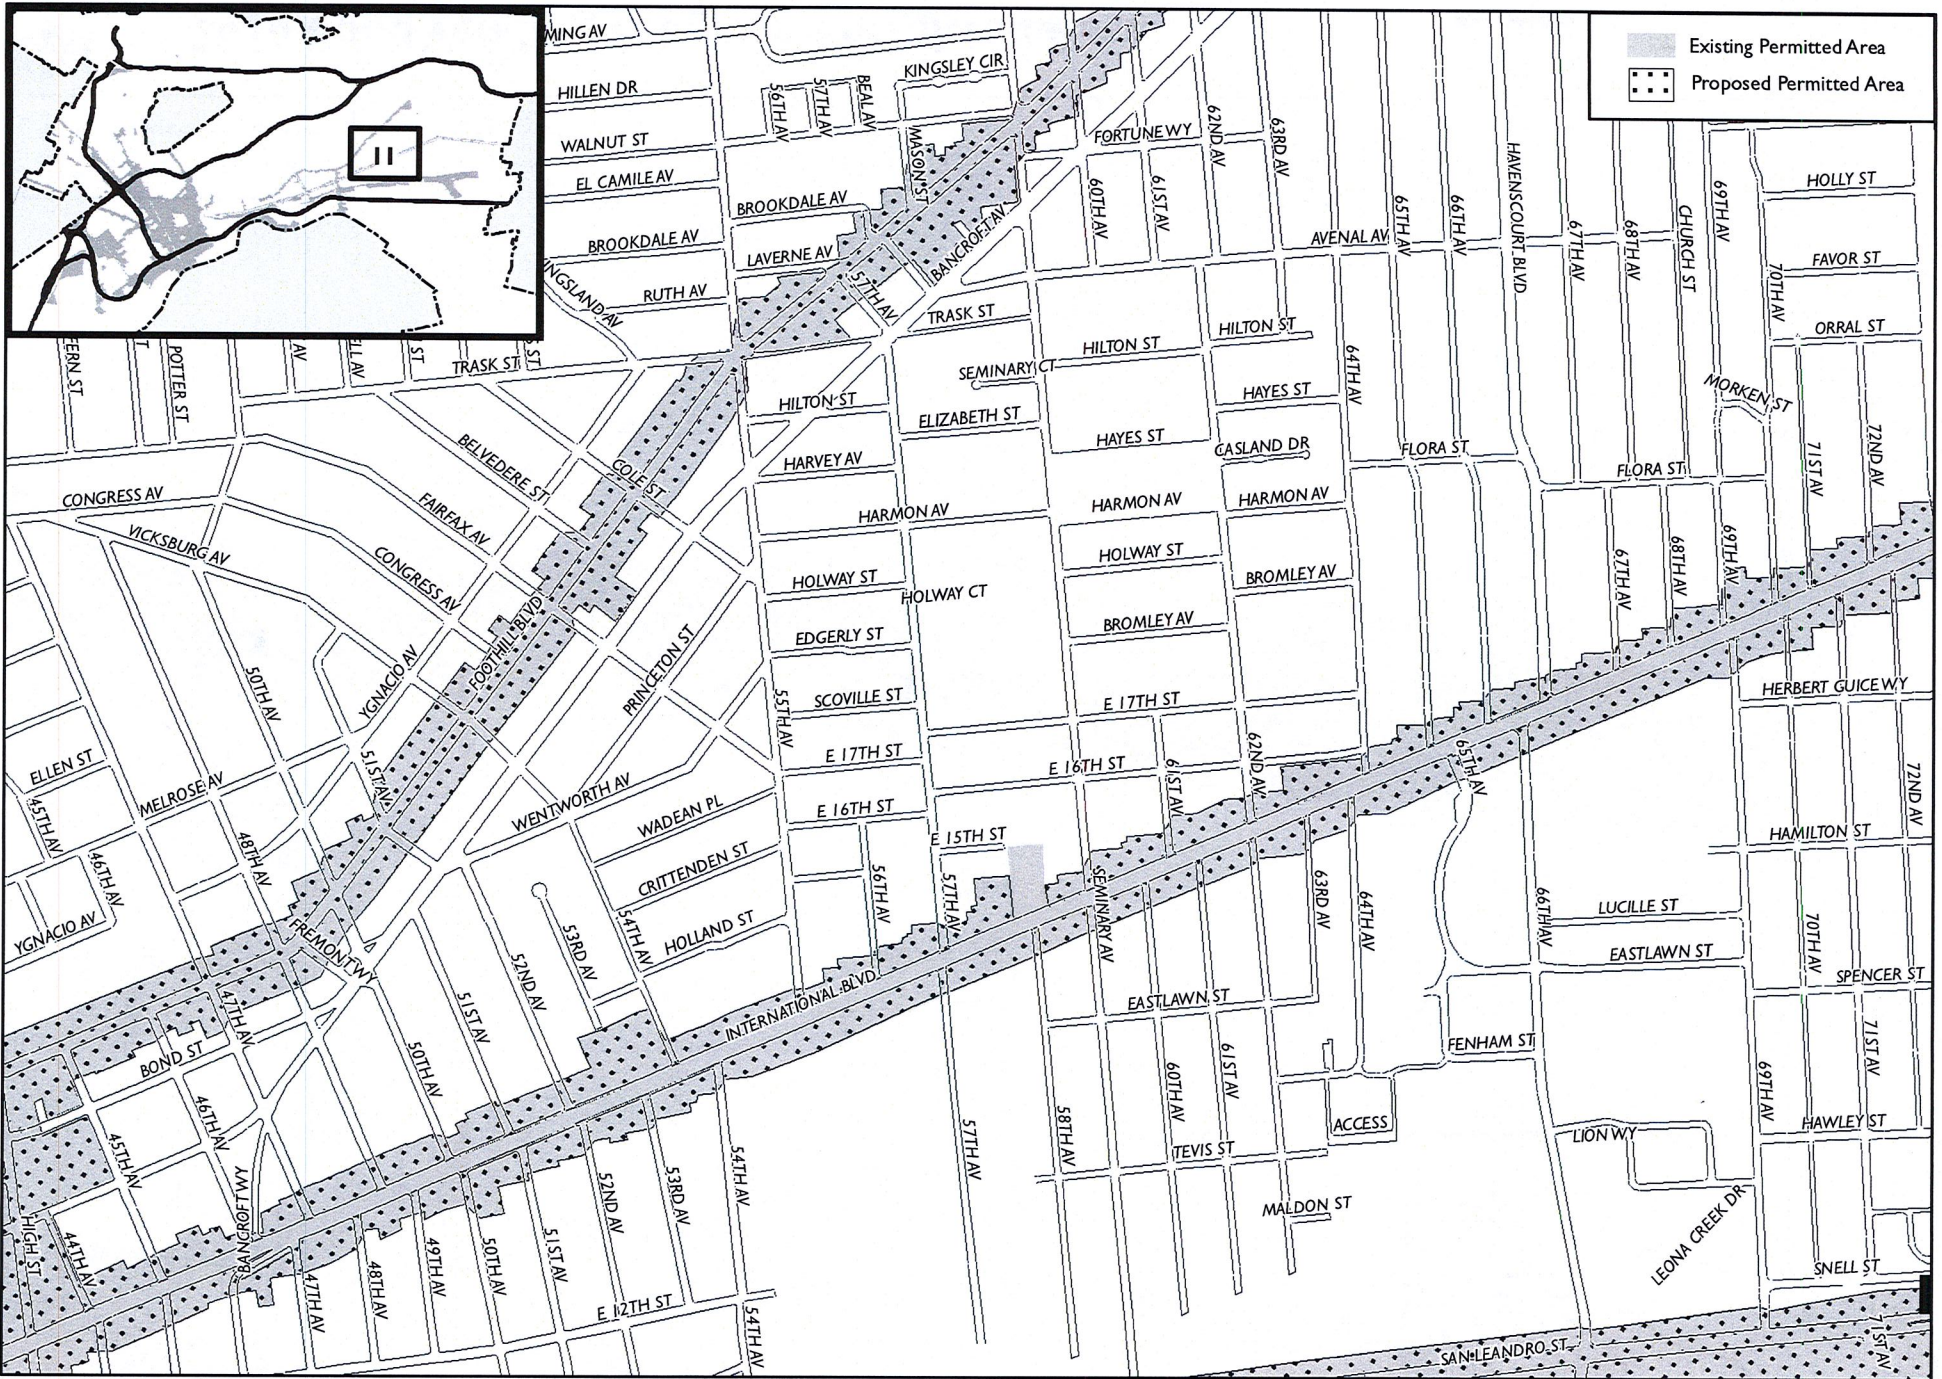 MING AV
KINGSLEY CIR
Existing Permitted Area
Proposed Permitted Area
HILLEN DR
56TH AV
57TH AV
BEAL AV
62ND AV
63RD AV
WALNUT ST
MASON ST
FORTUNE WY
HAVENSCOURT BLVD
11
EL CAMILE AV
BROOKDALE AV
60TH AV
61ST AV
65TH AV
66TH AV
67TH AV
68TH AV
CHURCH ST
69TH AV
HOLLY ST
BROOKDALE AV
LAVERNE AV
BANCROFT AV
AVENAL AV
70TH AV
FAVOR ST
INGSLAND AV
RUTH AV
57TH AV
TRASK ST
HILTON ST
ORRAL ST
FERN ST
T
POTTER ST
AV
ELL AV
ST
TRASK ST
S ST
SEMINARY CT
HILTON ST
64TH AV
HILTON ST
ELIZABETH ST
HAYES ST
MORKEN ST
BELVEDERE ST
COLE ST
HARVEY AV
HAYES ST
CASLAND DR
FLORA ST
FLORA ST
71ST AV
72ND AV
CONGRESS AV
FAIRFAX AV
HARMON AV
HARMON AV
HARMON AV
VICKSBURG AV
CONGRESS AV
HOLWAY ST
HOLWAY CT
HOLWAY ST
BROMLEY AV
67TH AV
68TH AV
69TH AV
FOOTHILL BLVD
EDGERLY ST
BROMLEY AV
50TH AV
YGNACIO AV
PRINCETON ST
55TH AV
SCOVILLE ST
E 17TH ST
HERBERT GUICE WY
ELLEN ST
51ST AV
E 17TH ST
E 16TH ST
61ST AV
62ND AV
65TH AV
72ND AV
45TH AV
MELROSE AV
WENTWORTH AV
WADEAN PL
E 16TH ST
E 15TH ST
HAMILTON ST
46TH AV
48TH AV
CRITTENDEN ST
56TH AV
57TH AV
SEMINARY AV
63RD AV
64TH AV
66TH AV
LUCILLE ST
YGNACIO AV
FREMONT WY
53RD AV
54TH AV
HOLLAND ST
EASTLAWN ST
70TH AV
SPENCER ST
52ND AV
INTERNATIONAL BLVD
EASTLAWN ST
47TH AV
51ST AV
BOND ST
50TH AV
FENHAM ST
71ST AV
46TH AV
60TH AV
61ST AV
69TH AV
45TH AV
57TH AV
58TH AV
ACCESS
LION WY
HAWLEY ST
BANCROFT WY
54TH AV
TEVIS ST
52ND AV
53RD AV
MALDON ST
LEONA CREEK DR
HIGH ST
44TH AV
47TH AV
48TH AV
49TH AV
50TH AV
51ST AV
SNELL ST
E 12TH ST
54TH AV
SAN LEANDRO ST
71ST AV